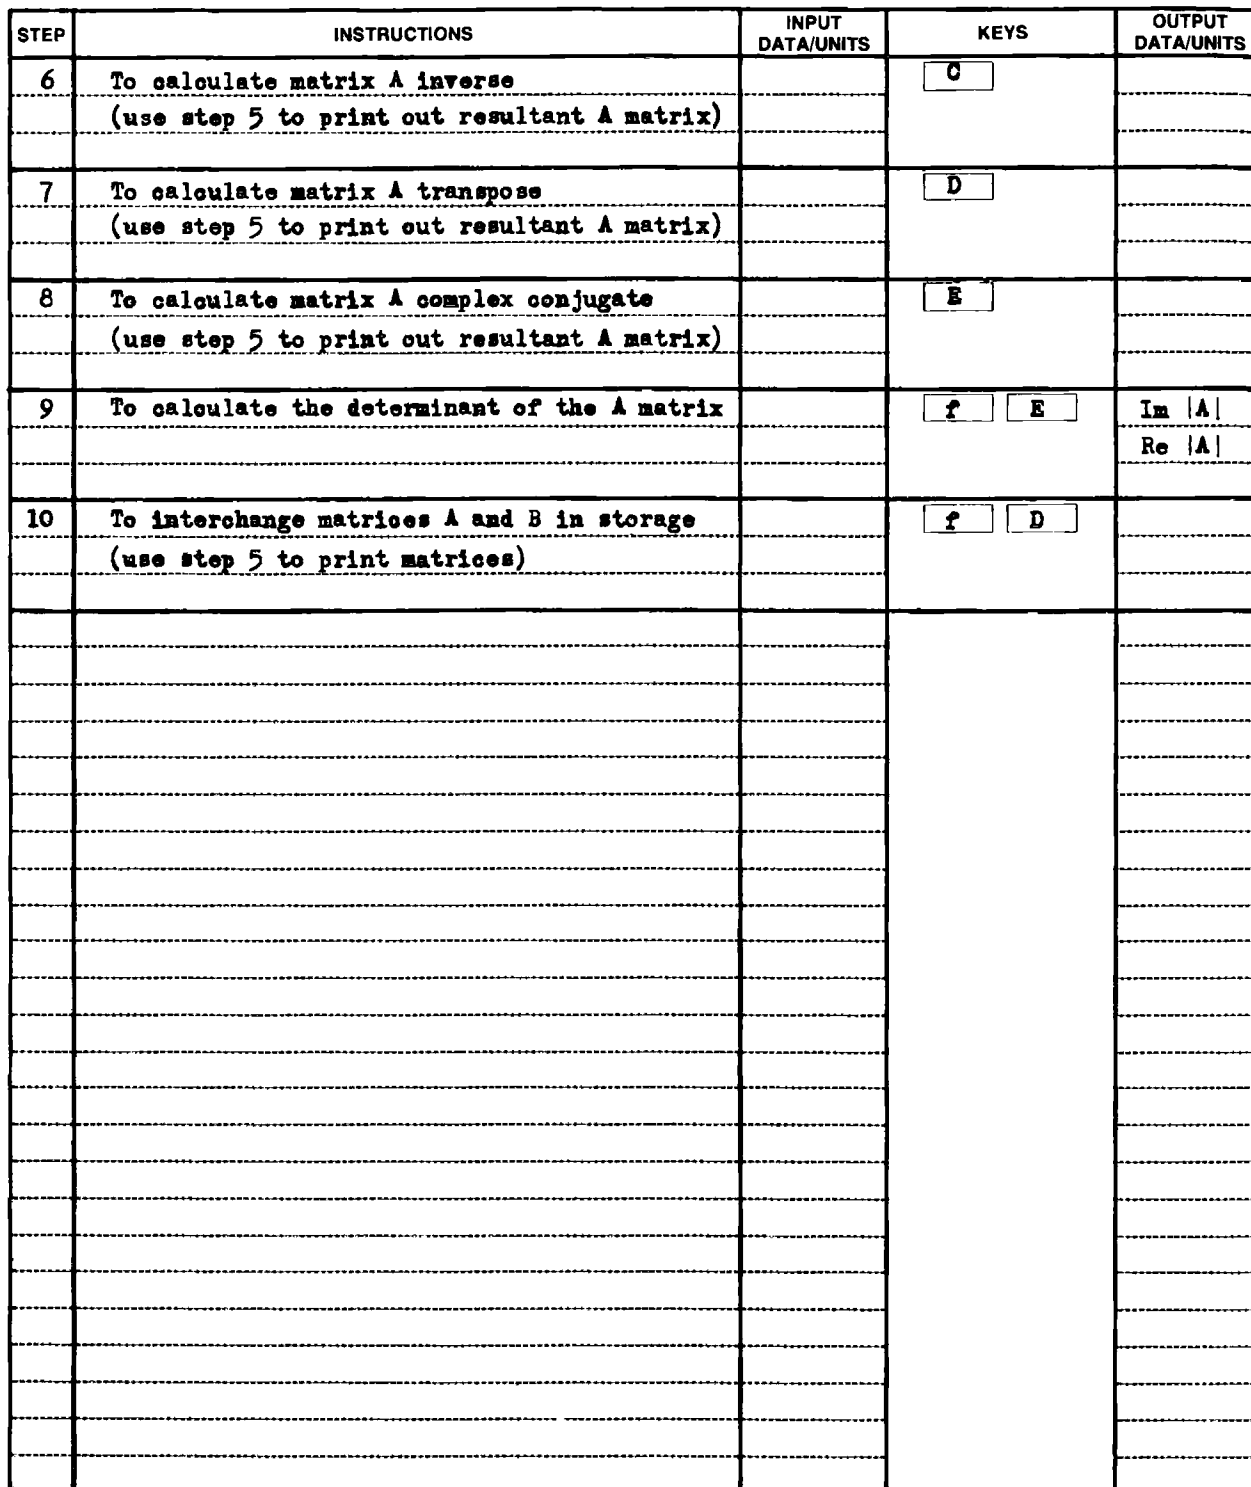 STEP INSTRUCTIONS INPUT DATA/UNITS KEYS OUTPUT DATA/UNITS
6 To calculate matrix A inverse C
(use step 5 to print out resultant A matrix)
7 To calculate matrix A transpose D
(use step 5 to print out resultant A matrix)
8 To calculate matrix A complex conjugate E
(use step 5 to print out resultant A matrix)
9 To calculate the determinant of the A matrix f E Im |A|
Re |A|
10 To interchange matrices A and B in storage f D
(use step 5 to print matrices)